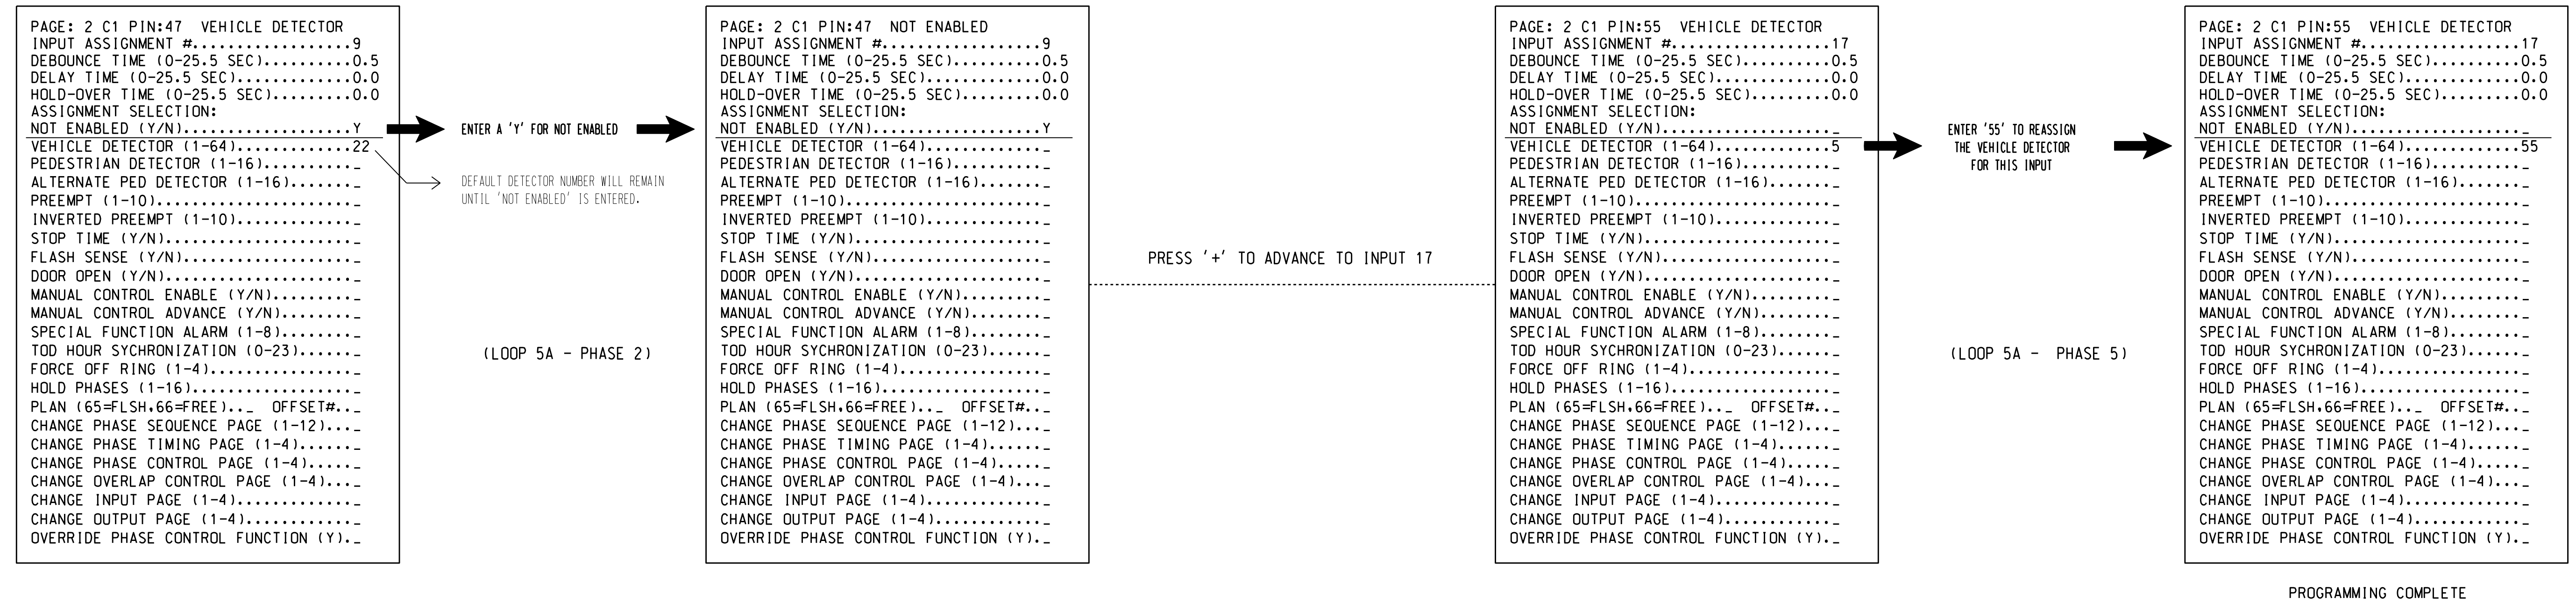 PAGE: 2 C1 PIN:47  VEHICLE DETECTOR
INPUT ASSIGNMENT #..................9
DEBOUNCE TIME (0-25.5 SEC)..........0.5
DELAY TIME (0-25.5 SEC).............0.0
HOLD-OVER TIME (0-25.5 SEC).........0.0
ASSIGNMENT SELECTION:
NOT ENABLED (Y/N)...................Y
VEHICLE DETECTOR (1-64).............22
PEDESTRIAN DETECTOR (1-16).........._
ALTERNATE PED DETECTOR (1-16)......._
PREEMPT (1-10)......................_
INVERTED PREEMPT (1-10)............._
STOP TIME (Y/N)....................._
FLASH SENSE (Y/N)..................._
DOOR OPEN (Y/N)....................._
MANUAL CONTROL ENABLE (Y/N)........._
MANUAL CONTROL ADVANCE (Y/N)........_
SPECIAL FUNCTION ALARM (1-8)........_
TOD HOUR SYCHRONIZATION (0-23)......_
FORCE OFF RING (1-4)................_
HOLD PHASES (1-16).................._
PLAN (65=FLSH,66=FREE).._  OFFSET#.._
CHANGE PHASE SEQUENCE PAGE (1-12)..._
CHANGE PHASE TIMING PAGE (1-4)......_
CHANGE PHASE CONTROL PAGE (1-4)....._
CHANGE OVERLAP CONTROL PAGE (1-4)..._
CHANGE INPUT PAGE (1-4)............._
CHANGE OUTPUT PAGE (1-4)............_
OVERRIDE PHASE CONTROL FUNCTION (Y)._
ENTER A 'Y' FOR NOT ENABLED
DEFAULT DETECTOR NUMBER WILL REMAIN
UNTIL 'NOT ENABLED' IS ENTERED.
(LOOP 5A - PHASE 2)
PAGE: 2 C1 PIN:47  NOT ENABLED
INPUT ASSIGNMENT #..................9
DEBOUNCE TIME (0-25.5 SEC)..........0.5
DELAY TIME (0-25.5 SEC).............0.0
HOLD-OVER TIME (0-25.5 SEC).........0.0
ASSIGNMENT SELECTION:
NOT ENABLED (Y/N)...................Y
VEHICLE DETECTOR (1-64)............._
PEDESTRIAN DETECTOR (1-16).........._
ALTERNATE PED DETECTOR (1-16)......._
PREEMPT (1-10)......................_
INVERTED PREEMPT (1-10)............._
STOP TIME (Y/N)....................._
FLASH SENSE (Y/N)..................._
DOOR OPEN (Y/N)....................._
MANUAL CONTROL ENABLE (Y/N)........._
MANUAL CONTROL ADVANCE (Y/N)........_
SPECIAL FUNCTION ALARM (1-8)........_
TOD HOUR SYCHRONIZATION (0-23)......_
FORCE OFF RING (1-4)................_
HOLD PHASES (1-16).................._
PLAN (65=FLSH,66=FREE).._  OFFSET#.._
CHANGE PHASE SEQUENCE PAGE (1-12)..._
CHANGE PHASE TIMING PAGE (1-4)......_
CHANGE PHASE CONTROL PAGE (1-4)....._
CHANGE OVERLAP CONTROL PAGE (1-4)..._
CHANGE INPUT PAGE (1-4)............._
CHANGE OUTPUT PAGE (1-4)............_
OVERRIDE PHASE CONTROL FUNCTION (Y)._
PRESS '+' TO ADVANCE TO INPUT 17
PAGE: 2 C1 PIN:55  VEHICLE DETECTOR
INPUT ASSIGNMENT #..................17
DEBOUNCE TIME (0-25.5 SEC)..........0.5
DELAY TIME (0-25.5 SEC).............0.0
HOLD-OVER TIME (0-25.5 SEC).........0.0
ASSIGNMENT SELECTION:
NOT ENABLED (Y/N)..................._
VEHICLE DETECTOR (1-64).............5
PEDESTRIAN DETECTOR (1-16).........._
ALTERNATE PED DETECTOR (1-16)......._
PREEMPT (1-10)......................_
INVERTED PREEMPT (1-10)............._
STOP TIME (Y/N)....................._
FLASH SENSE (Y/N)..................._
DOOR OPEN (Y/N)....................._
MANUAL CONTROL ENABLE (Y/N)........._
MANUAL CONTROL ADVANCE (Y/N)........_
SPECIAL FUNCTION ALARM (1-8)........_
TOD HOUR SYCHRONIZATION (0-23)......_
FORCE OFF RING (1-4)................_
HOLD PHASES (1-16).................._
PLAN (65=FLSH,66=FREE).._  OFFSET#.._
CHANGE PHASE SEQUENCE PAGE (1-12)..._
CHANGE PHASE TIMING PAGE (1-4)......_
CHANGE PHASE CONTROL PAGE (1-4)....._
CHANGE OVERLAP CONTROL PAGE (1-4)..._
CHANGE INPUT PAGE (1-4)............._
CHANGE OUTPUT PAGE (1-4)............_
OVERRIDE PHASE CONTROL FUNCTION (Y)._
ENTER '55' TO REASSIGN
THE VEHICLE DETECTOR
FOR THIS INPUT
(LOOP 5A -  PHASE 5)
PAGE: 2 C1 PIN:55  VEHICLE DETECTOR
INPUT ASSIGNMENT #..................17
DEBOUNCE TIME (0-25.5 SEC)..........0.5
DELAY TIME (0-25.5 SEC).............0.0
HOLD-OVER TIME (0-25.5 SEC).........0.0
ASSIGNMENT SELECTION:
NOT ENABLED (Y/N)..................._
VEHICLE DETECTOR (1-64).............55
PEDESTRIAN DETECTOR (1-16).........._
ALTERNATE PED DETECTOR (1-16)......._
PREEMPT (1-10)......................_
INVERTED PREEMPT (1-10)............._
STOP TIME (Y/N)....................._
FLASH SENSE (Y/N)..................._
DOOR OPEN (Y/N)....................._
MANUAL CONTROL ENABLE (Y/N)........._
MANUAL CONTROL ADVANCE (Y/N)........_
SPECIAL FUNCTION ALARM (1-8)........_
TOD HOUR SYCHRONIZATION (0-23)......_
FORCE OFF RING (1-4)................_
HOLD PHASES (1-16).................._
PLAN (65=FLSH,66=FREE).._  OFFSET#.._
CHANGE PHASE SEQUENCE PAGE (1-12)..._
CHANGE PHASE TIMING PAGE (1-4)......_
CHANGE PHASE CONTROL PAGE (1-4)....._
CHANGE OVERLAP CONTROL PAGE (1-4)..._
CHANGE INPUT PAGE (1-4)............._
CHANGE OUTPUT PAGE (1-4)............_
OVERRIDE PHASE CONTROL FUNCTION (Y)._
PROGRAMMING COMPLETE